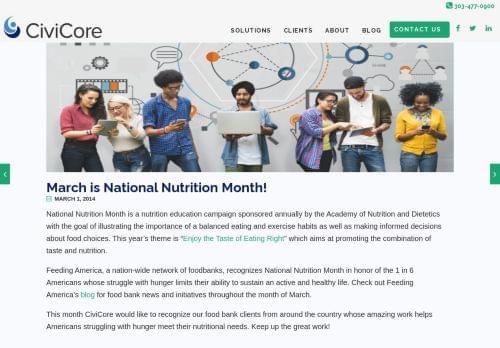 303-477-0900
CiviCore
SOLUTIONS CLIENTS ABOUT BLOG CONTACT US
March is National Nutrition Month!
MARCH 1, 2014
National Nutrition Month is a nutrition education campaign sponsored annually by the Academy of Nutrition and Dietetics
with the goal of illustrating the importance of a balanced eating and exercise habits as well as making informed decisions
about food choices. This year's theme is “Enjoy the Taste of Eating Right” which aims at promoting the combination of
taste and nutrition.
Feeding America, a nation-wide network of foodbanks, recognizes National Nutrition Month in honor of the 1 in 6
Americans whose struggle with hunger limits their ability to sustain an active and healthy life. Check out Feeding
America's blog for food bank news and initiatives throughout the month of March.
This month CiviCore would like to recognize our food bank clients from around the country whose amazing work helps
Americans struggling with hunger meet their nutritional needs. Keep up the great work!